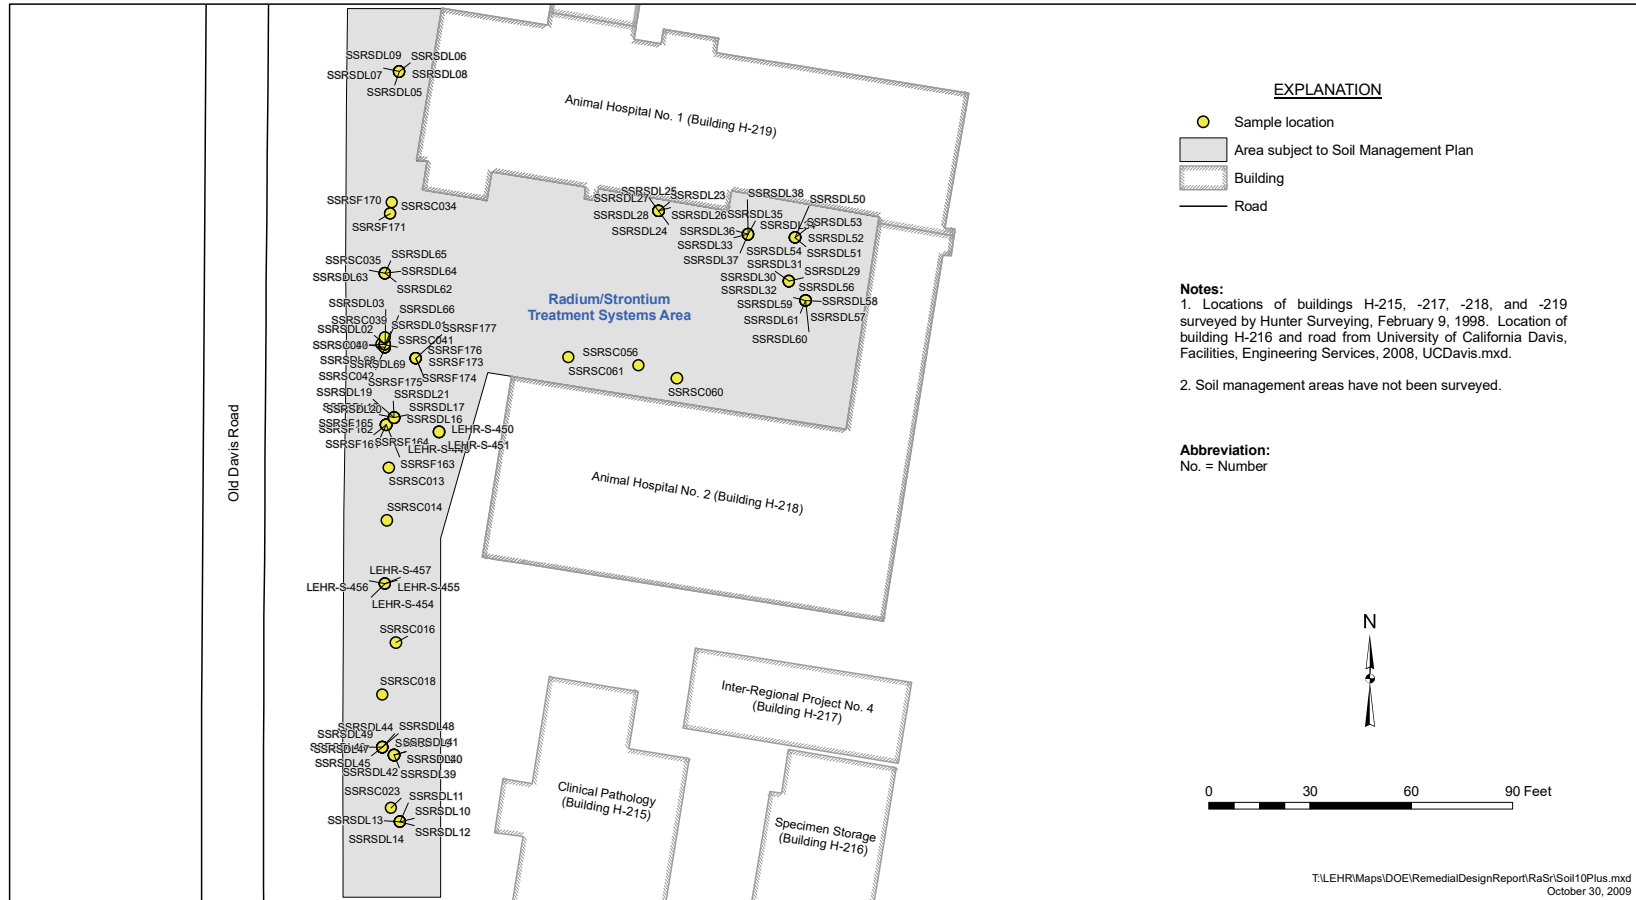 SSRSDL09
SSRSDL06
SSRSDL07
SSRSDL08
SSRSDL05
Animal Hospital No. 1 (Building H-219)
SSRSF170
SSRSC034
SSRSF171
SSRSDL25
SSRSDL23
SSRSDL27
SSRSDL28
SSRSDL26
SSRSDL24
SSRSDL38
SSRSDL35
SSRSDL36
SSRSDL33
SSRSDL37
SSRSDL50
SSRSDL53
SSRSDL52
SSRSDL51
SSRSDL54
SSRSDL31
SSRSDL29
SSRSDL30
SSRSDL32
SSRSDL56
SSRSDL58
SSRSDL59
SSRSDL57
SSRSDL61
SSRSDL60
SSRSC035
SSRSDL65
SSRSDL63
SSRSDL64
SSRSDL62
SSRSDL03
SSRSDL66
SSRSC039
SSRSDL01
SSRSDL02
SSRSC041
SSRSF177
SSRSF176
SSRSF173
SSRSF174
SSRSF175
SSRSDL69
SSRSC042
Radium/Strontium
Treatment Systems Area
SSRSC056
SSRSC061
SSRSC060
SSRSDL19
SSRSDL21
SSRSDL20
SSRSDL17
SSRSDL16
SSRSF165
SSRSF162
SSRSF161
SSRSF164
SSRSF163
LEHR-S-450
LEHR-S-451
SSRSC013
SSRSC014
Animal Hospital No. 2 (Building H-218)
Old Davis Road
LEHR-S-457
LEHR-S-456
LEHR-S-455
LEHR-S-454
SSRSC016
SSRSC018
SSRSDL44
SSRSDL48
SSRSDL49
SSRSDL41
SSRSDL47
SSRSDL40
SSRSDL45
SSRSDL42
SSRSDL39
SSRSC023
SSRSDL11
SSRSDL10
SSRSDL13
SSRSDL12
SSRSDL14
Inter-Regional Project No. 4
(Building H-217)
Clinical Pathology
(Building H-215)
Specimen Storage
(Building H-216)
EXPLANATION
Sample location
Area subject to Soil Management Plan
Building
Road
Notes:
1. Locations of buildings H-215, -217, -218, and -219
surveyed by Hunter Surveying, February 9, 1998. Location of
building H-216 and road from University of California Davis,
Facilities, Engineering Services, 2008, UCDavis.mxd.
2. Soil management areas have not been surveyed.
Abbreviation:
No. = Number
N
0 30 60 90 Feet
T:\LEHR\Maps\DOE\RemedialDesignReport\RaSr\Soil10Plus.mxd
October 30, 2009